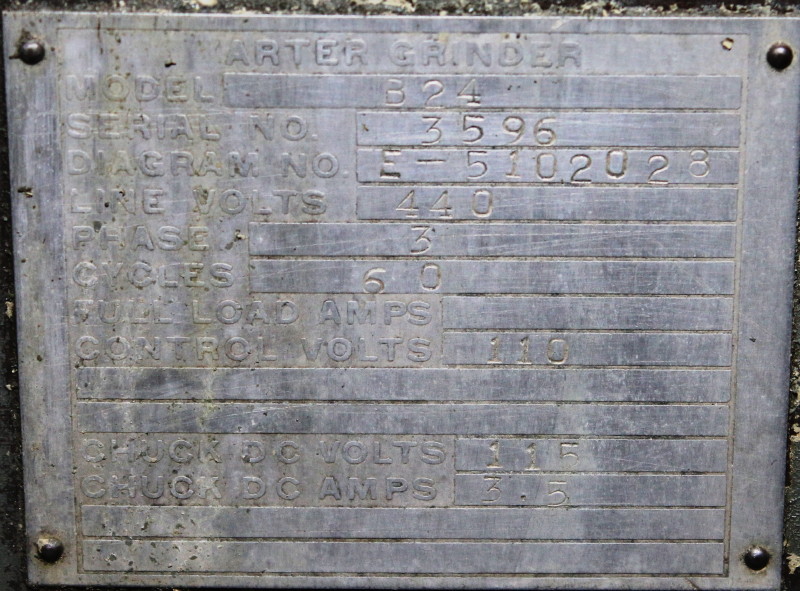 ARTER GRINDER
MODEL B24
SERIAL NO. 3596
DIAGRAM NO. E-5102028
LINE VOLTS 440
PHASE 3
CYCLES 60
FULL LOAD AMPS
CONTROL VOLTS 110
CHUCK DC VOLTS 115
CHUCK DC AMPS 3.5